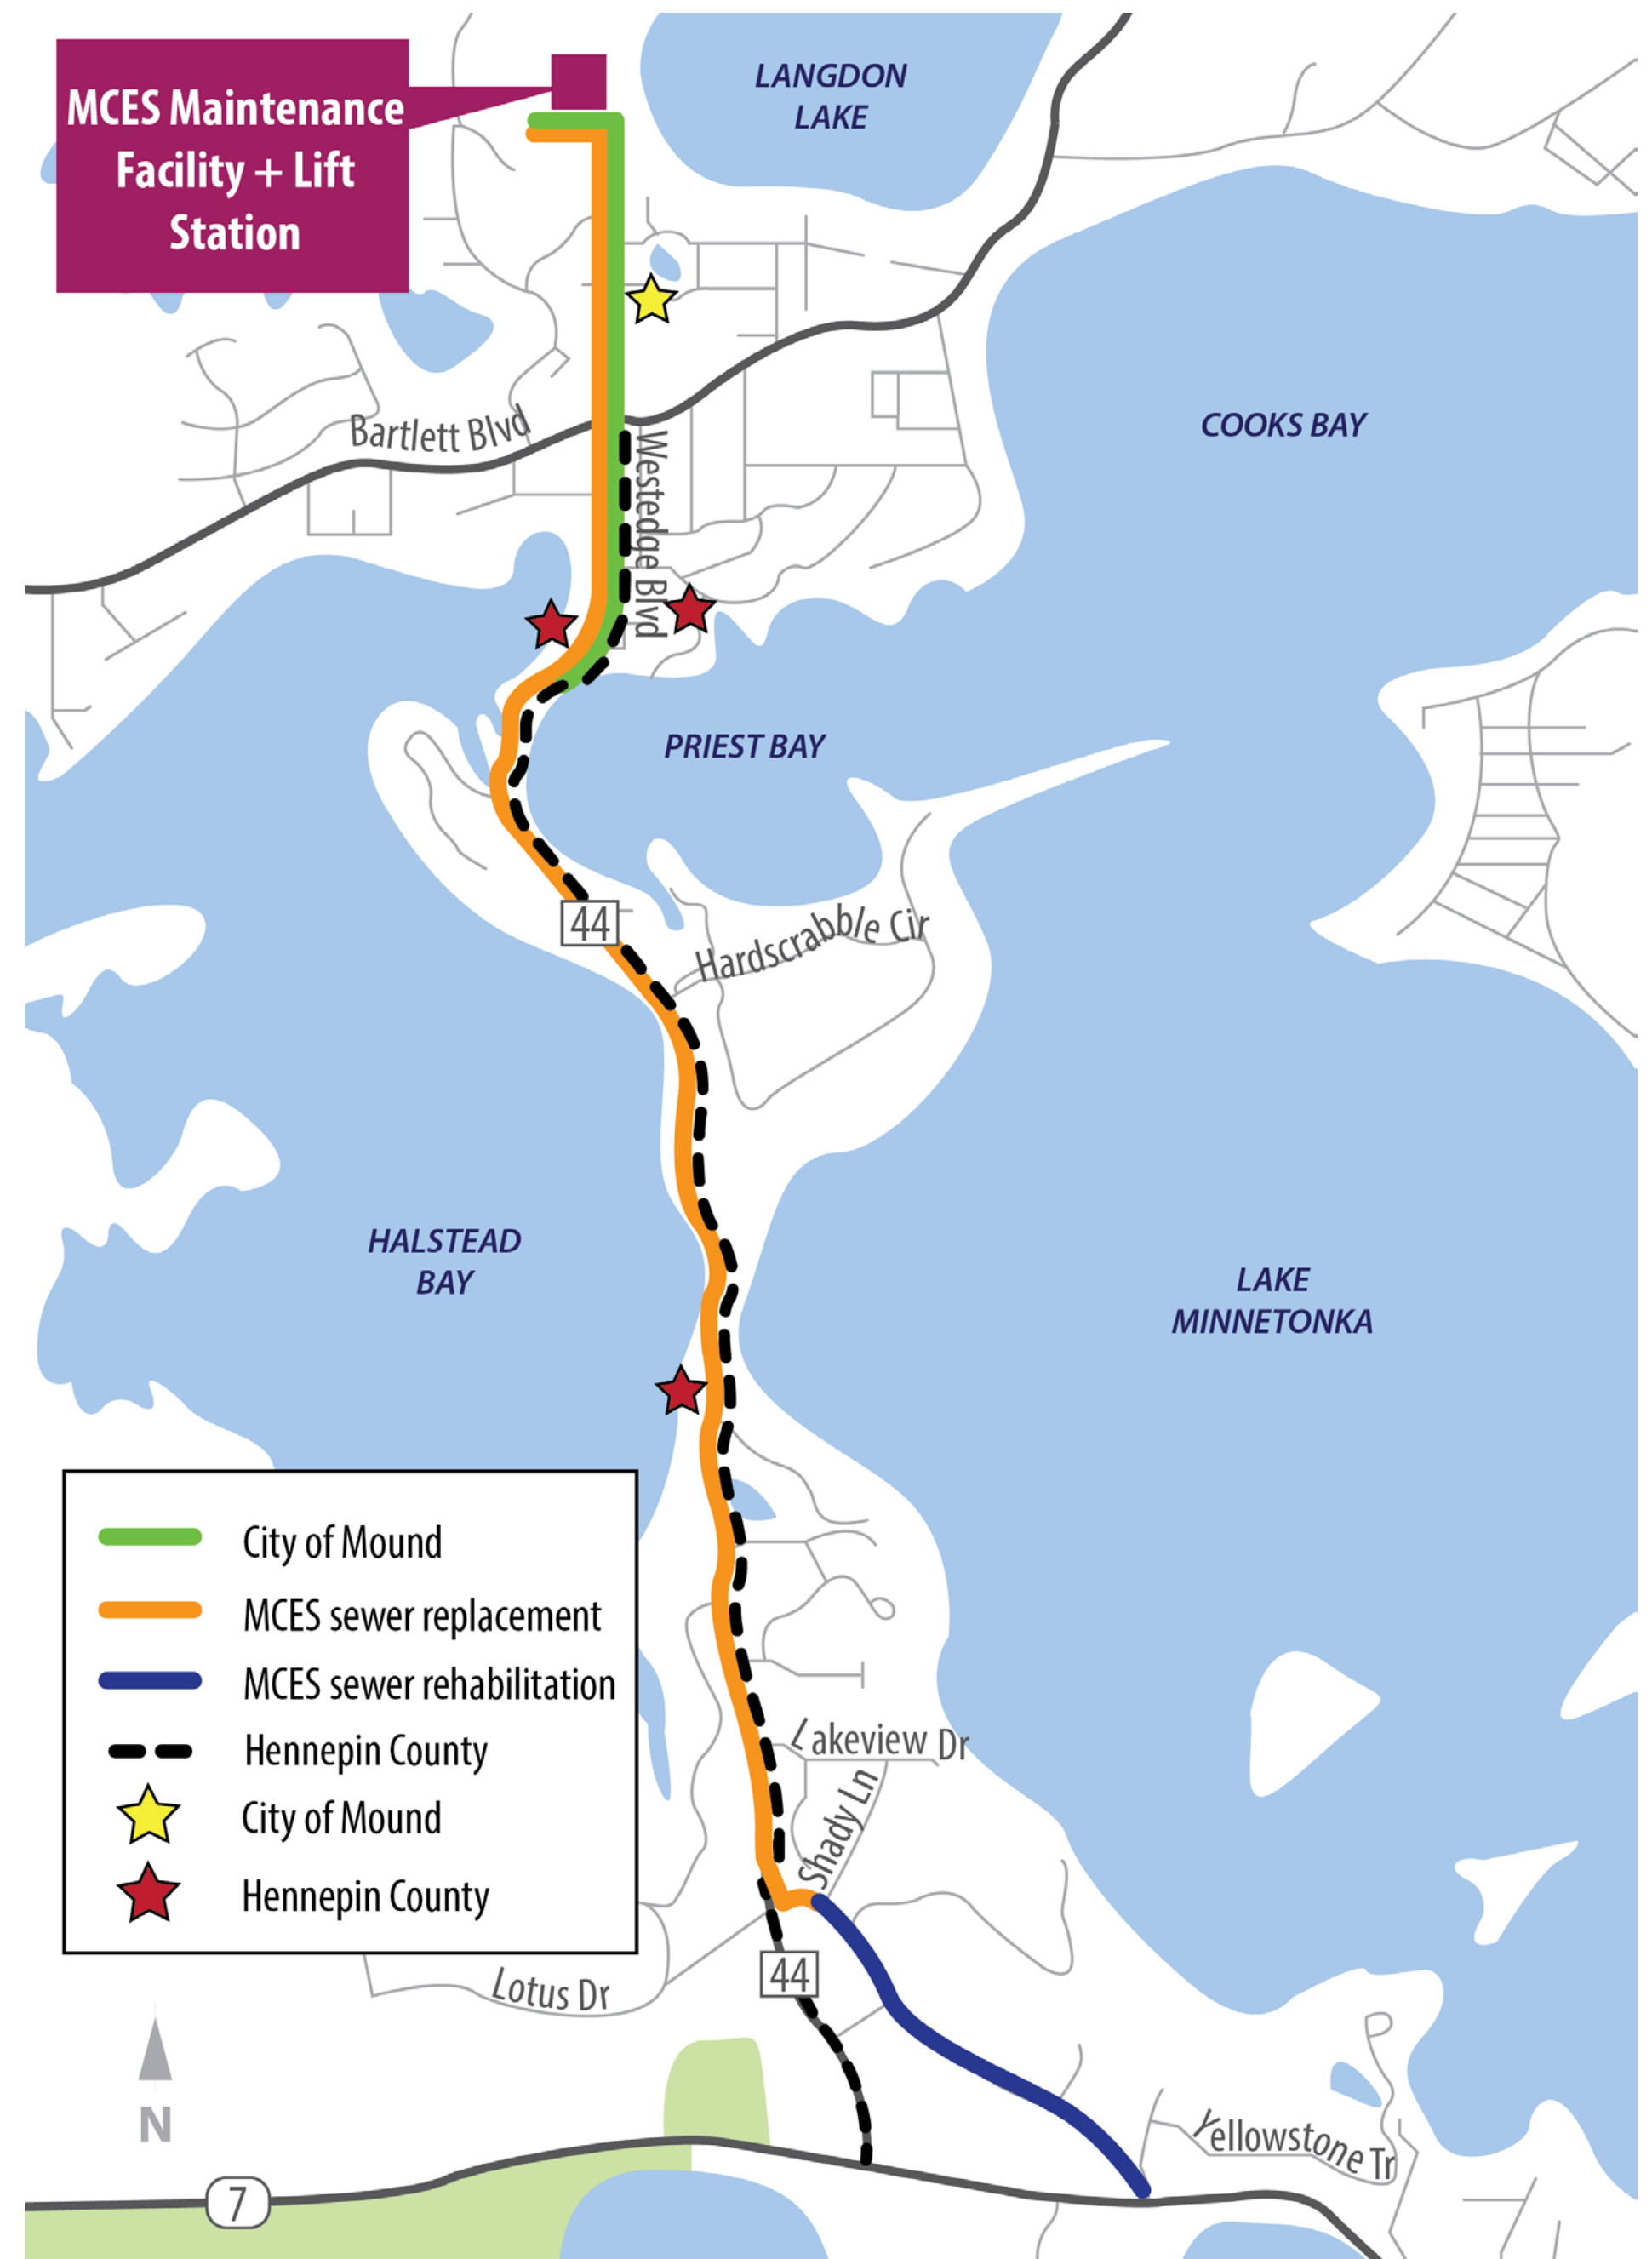 MCES Maintenance
Facility + Lift
Station
LANGDON
LAKE
COOKS BAY
Bartlett Blvd
Westedge Blvd
PRIEST BAY
44
Hardscrabble Cir
HALSTEAD
BAY
LAKE
MINNETONKA
City of Mound
MCES sewer replacement
MCES sewer rehabilitation
Hennepin County
City of Mound
Hennepin County
Lakeview Dr
Shady Ln
44
Lotus Dr
N
Yellowstone Tr
7